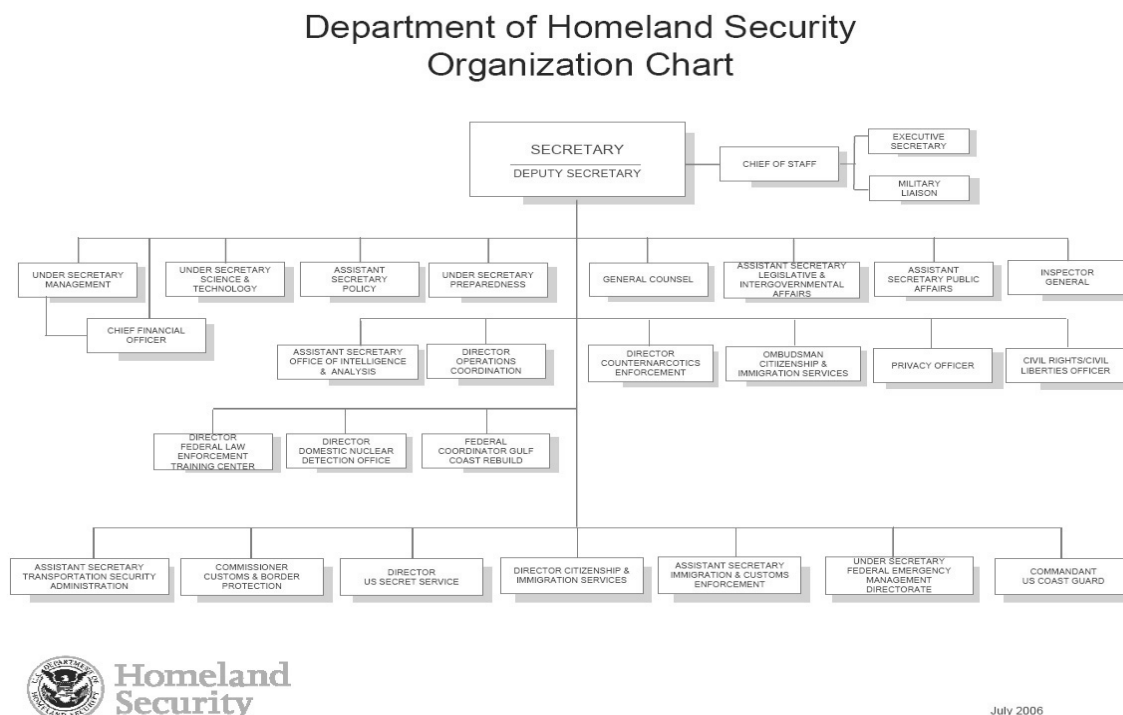 Department of Homeland Security
Organization Chart
SECRETARY
DEPUTY SECRETARY
CHIEF OF STAFF
EXECUTIVE
SECRETARY
MILITARY
LIAISON
UNDER SECRETARY
MANAGEMENT
UNDER SECRETARY
SCIENCE &
TECHNOLOGY
ASSISTANT
SECRETARY
POLICY
UNDER SECRETARY
PREPAREDNESS
GENERAL COUNSEL
ASSISTANT SECRETARY
LEGISLATIVE &
INTERGOVERNMENTAL
AFFAIRS
ASSISTANT
SECRETARY PUBLIC
AFFAIRS
INSPECTOR
GENERAL
CHIEF FINANCIAL
OFFICER
ASSISTANT SECRETARY
OFFICE OF INTELLIGENCE
& ANALYSIS
DIRECTOR
OPERATIONS
COORDINATION
DIRECTOR
COUNTERNARCOTICS
ENFORCEMENT
OMBUDSMAN
CITIZENSHIP &
IMMIGRATION SERVICES
PRIVACY OFFICER
CIVIL RIGHTS/CIVIL
LIBERTIES OFFICER
DIRECTOR
FEDERAL LAW
ENFORCEMENT
TRAINING CENTER
DIRECTOR
DOMESTIC NUCLEAR
DETECTION OFFICE
FEDERAL
COORDINATOR GULF
COAST REBUILD
ASSISTANT SECRETARY
TRANSPORTATION SECURITY
ADMINISTRATION
COMMISSIONER
CUSTOMS & BORDER
PROTECTION
DIRECTOR
US SECRET SERVICE
DIRECTOR CITIZENSHIP &
IMMIGRATION SERVICES
ASSISTANT SECRETARY
IMMIGRATION & CUSTOMS
ENFORCEMENT
UNDER SECRETARY
FEDERAL EMERGENCY
MANAGEMENT
DIRECTORATE
COMMANDANT
US COAST GUARD
U.S. DEPARTMENT OF
HOMELAND SECURITY
Homeland
Security
July 2006